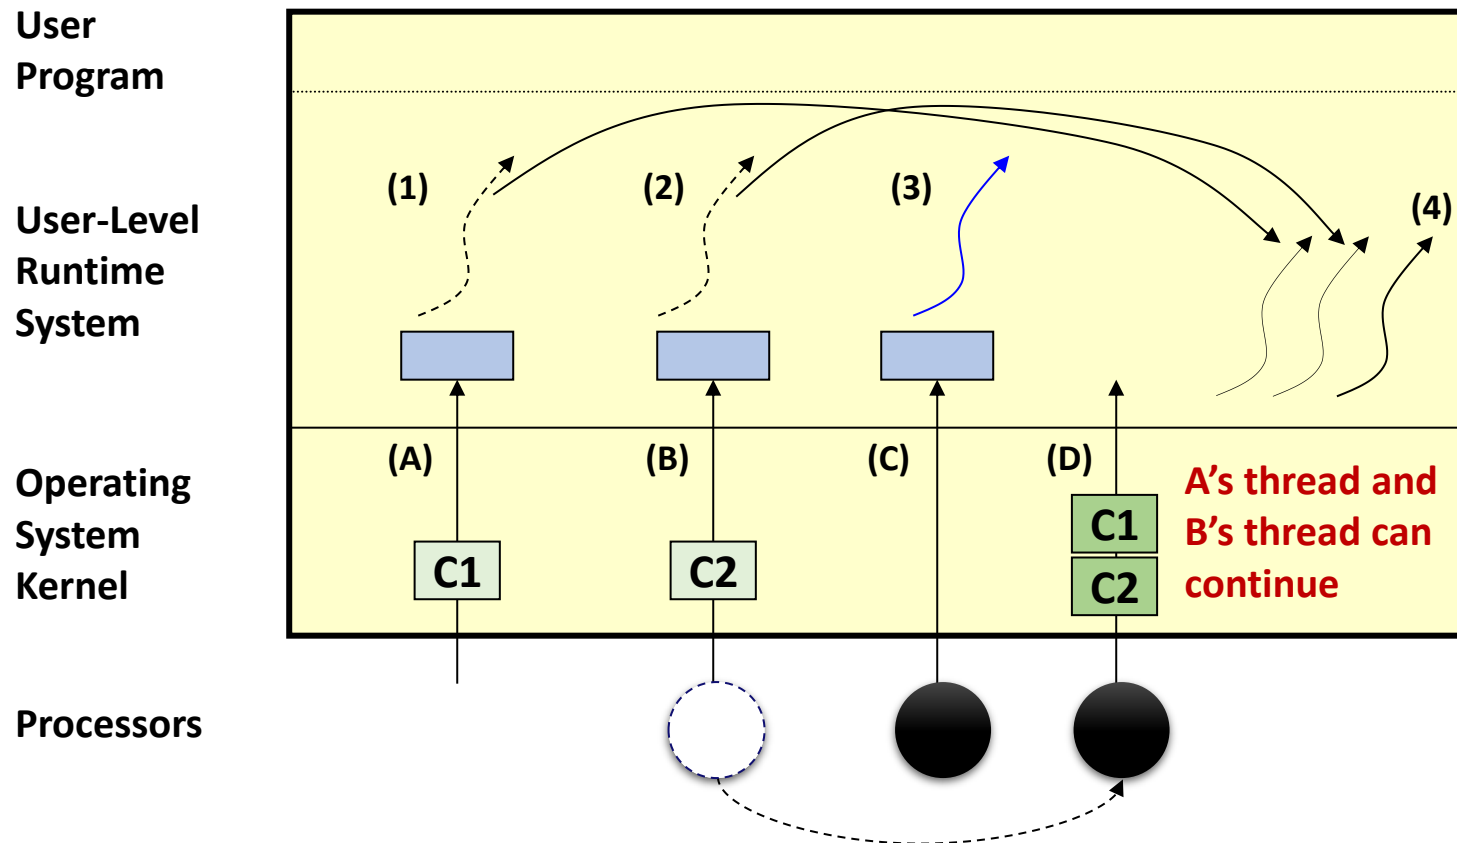 User
Program
(1)
(2)
(3)
(4)
User-Level
Runtime
System
(A)
(B)
(C)
(D)
Operating
System
Kernel
C1
C2
C1
C2
A’s thread and
B’s thread can
continue
Processors